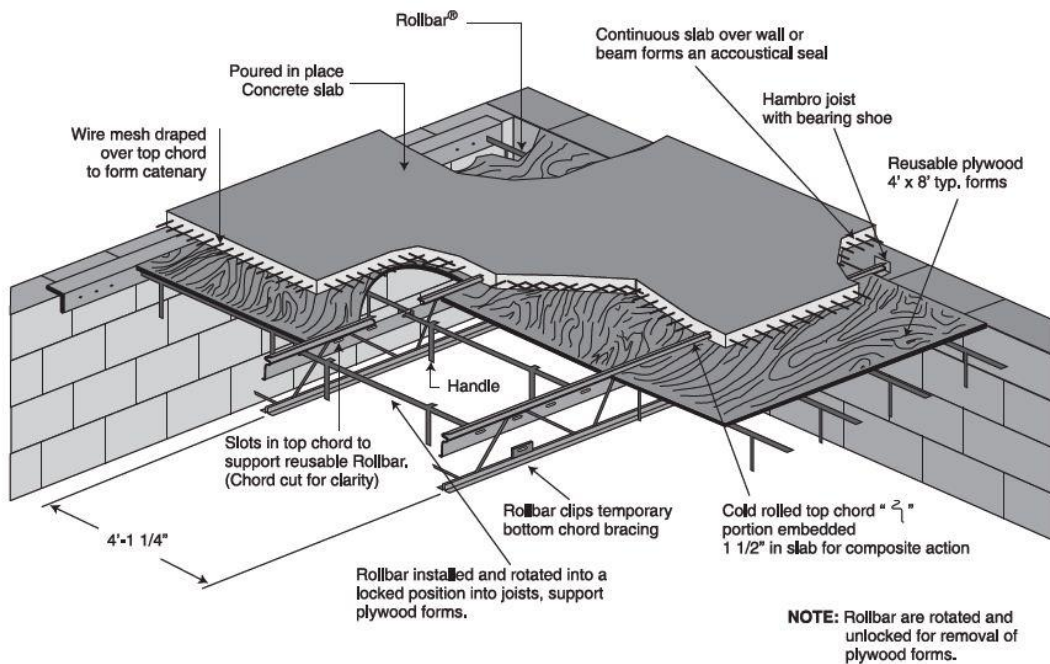 Rollbar®
Continuous slab over wall or
beam forms an accoustical seal
Poured in place
Concrete slab
Hambro joist
with bearing shoe
Wire mesh draped
over top chord
to form catenary
Reusable plywood
4' x 8' typ. forms
Handle
Slots in top chord to
support reusable Rollbar.
(Chord cut for clarity)
Rollbar clips temporary
bottom chord bracing
Cold rolled top chord " "
portion embedded
1 1/2" in slab for composite action
4'-1 1/4"
Rollbar installed and rotated into a
locked position into joists, support
plywood forms.
NOTE: Rollbar are rotated and
unlocked for removal of
plywood forms.